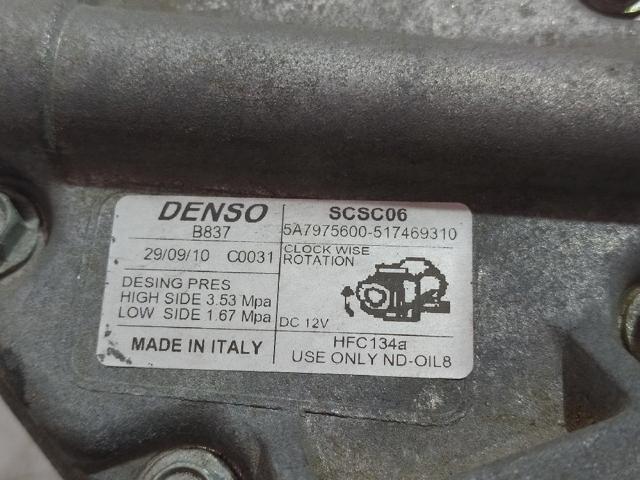 DENSO
B837
29/09/10 C0031
DESING PRES
HIGH SIDE 3.53 Mpa
LOW SIDE 1.67 Mpa
MADE IN ITALY
SCSC06
5A7975600-517469310
CLOCK WISE
ROTATION
DC 12V
HFC134a
USE ONLY ND-OIL8